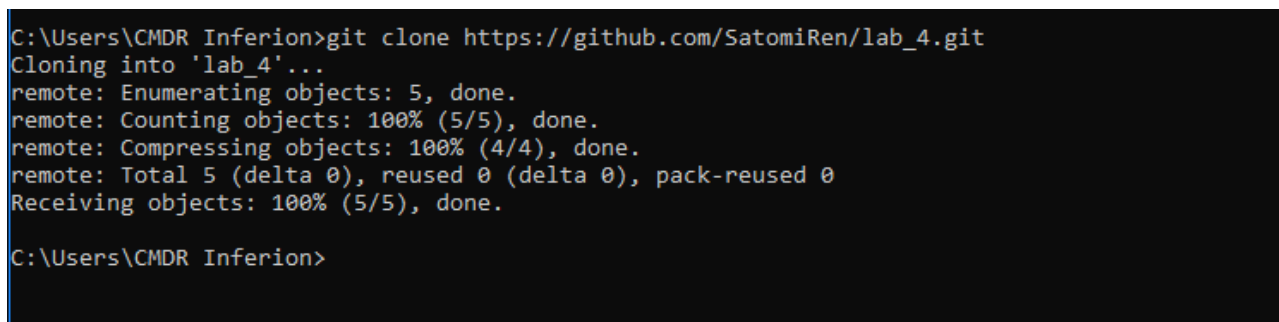 C:\Users\CMDR Inferion>git clone https://github.com/SatomiRen/lab_4.git
Cloning into 'lab_4'...
remote: Enumerating objects: 5, done.
remote: Counting objects: 100% (5/5), done.
remote: Compressing objects: 100% (4/4), done.
remote: Total 5 (delta 0), reused 0 (delta 0), pack-reused 0
Receiving objects: 100% (5/5), done.
C:\Users\CMDR Inferion>